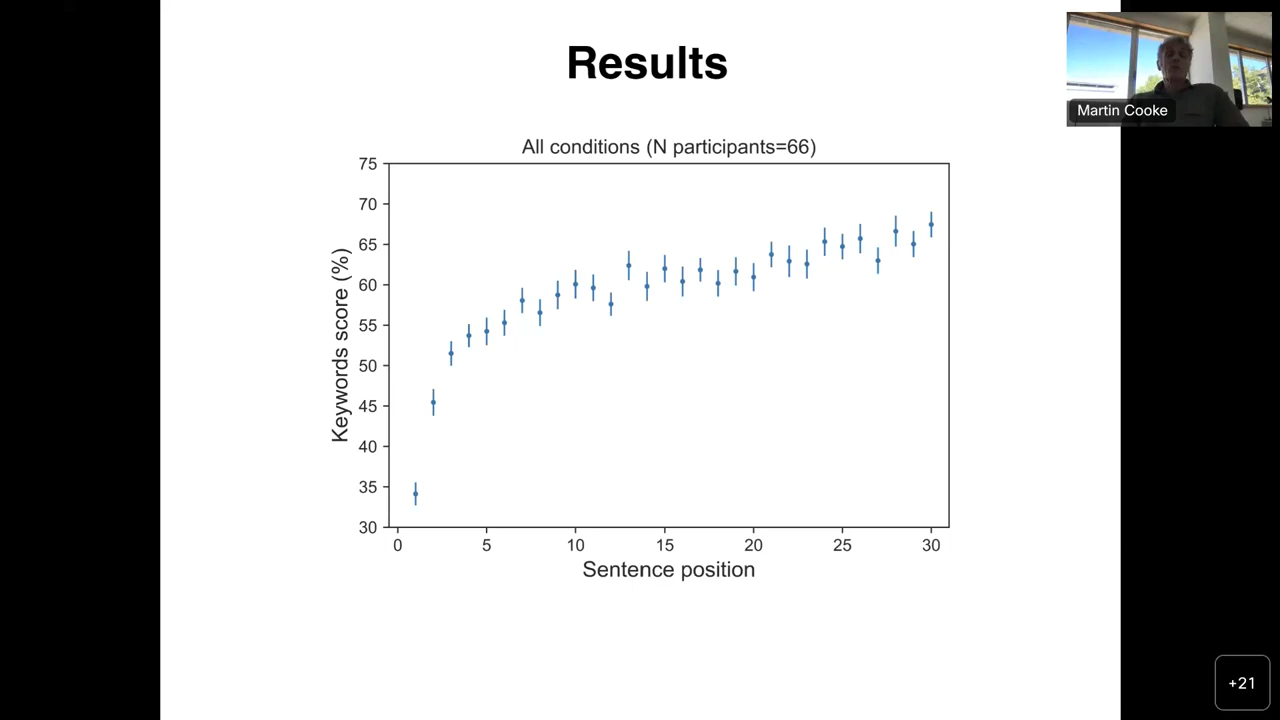 Results
Martin Cooke
All conditions (N participants=66)
75
70
65
60
55
50
45
40
35
30
Keywords score (%)
0 5 10 15 20 25 30
Sentence position
+21